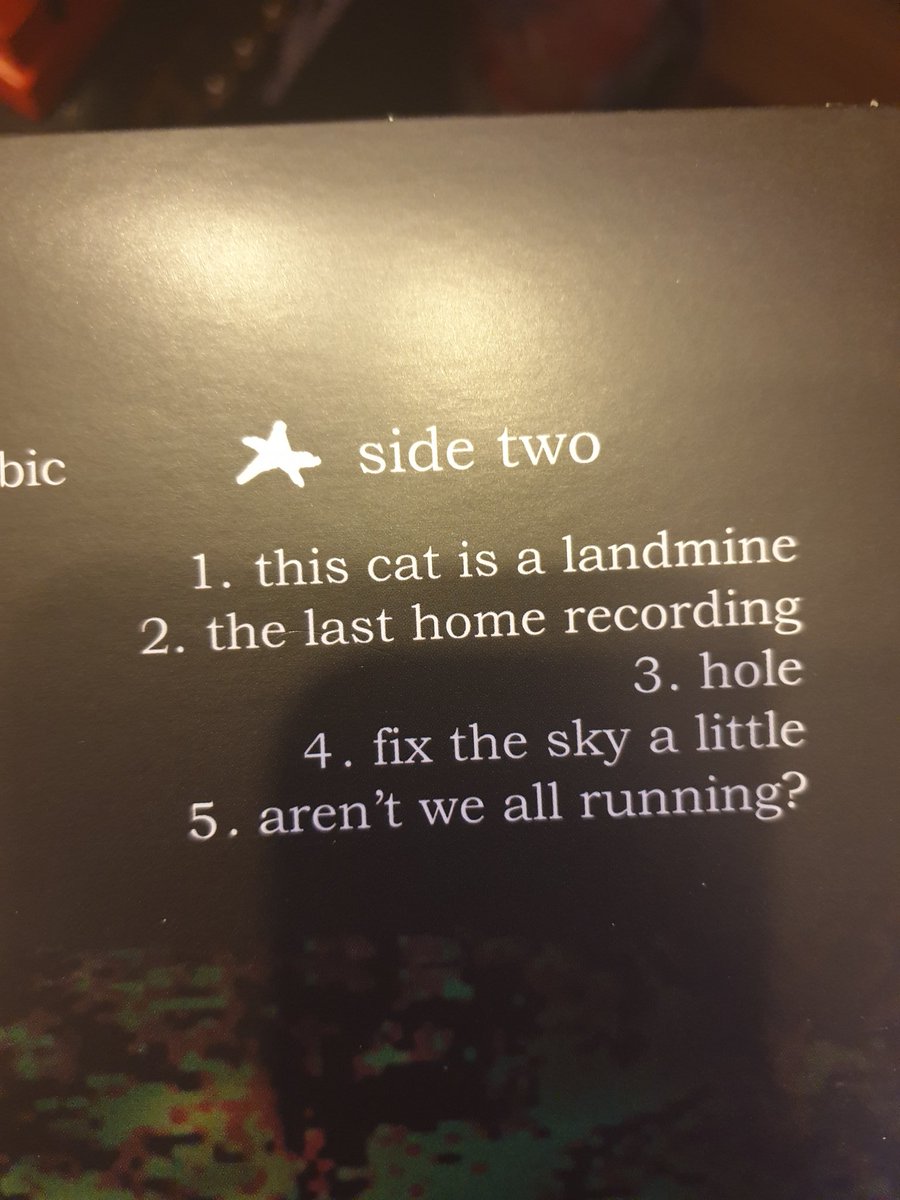 bic
side two
1. this cat is a landmine
2. the last home recording
3. hole
4. fix the sky a little
5. aren’t we all running?